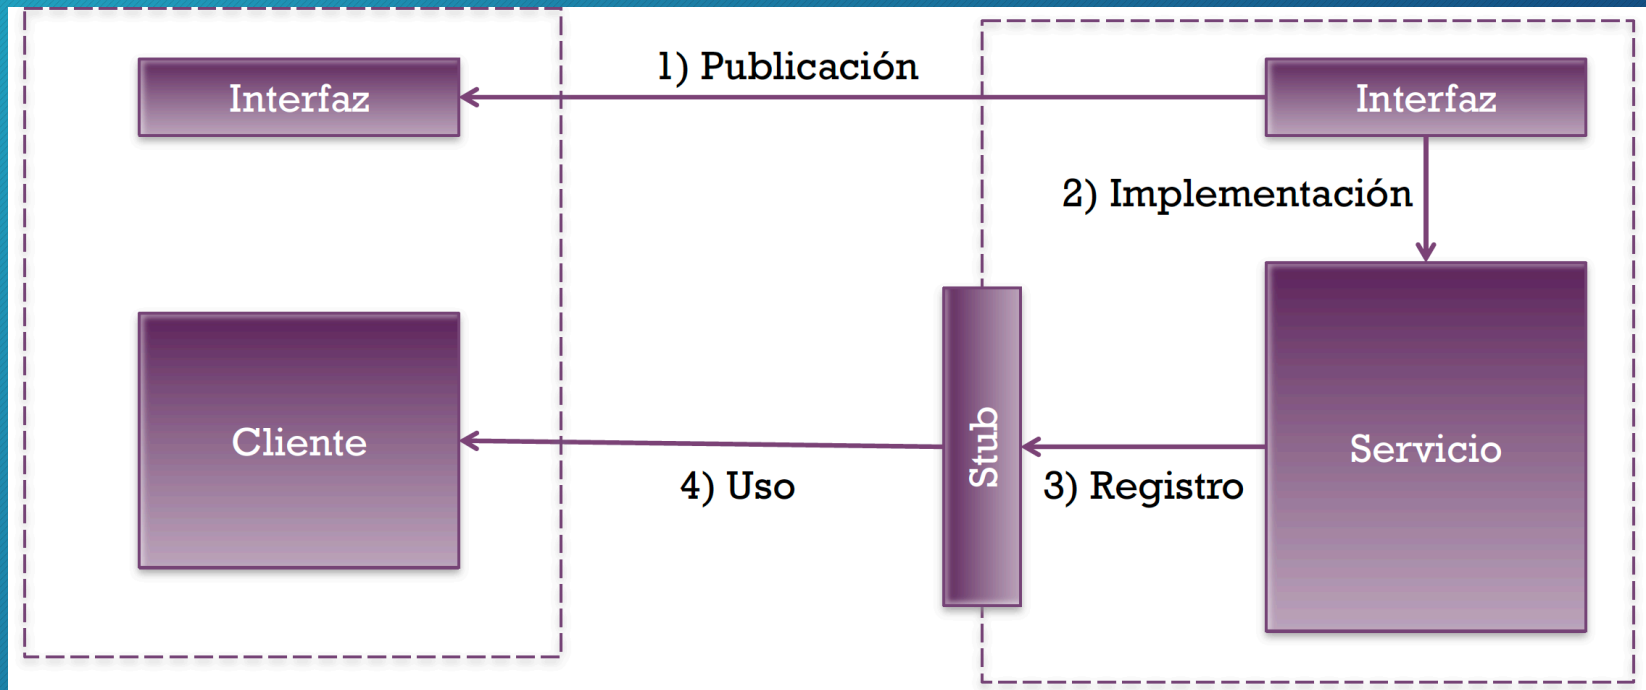 1) Publicación
Interfaz
Interfaz
2) Implementación
Cliente
Stub
Servicio
4) Uso
3) Registro